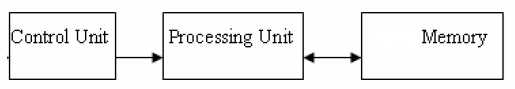 Control Unit
Processing Unit
Memory